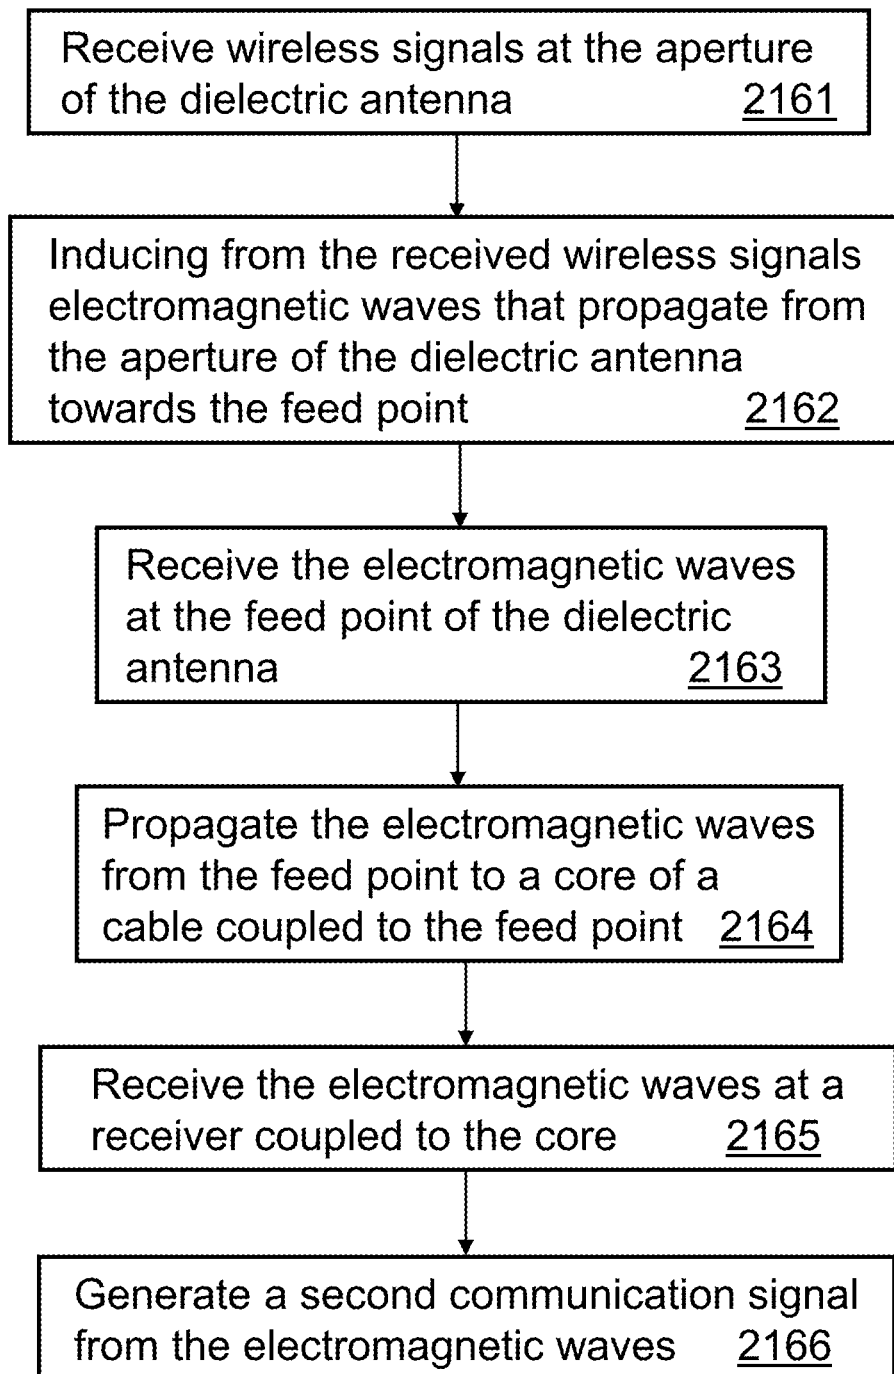 Receive wireless signals at the aperture
of the dielectric antenna 2161
Inducing from the received wireless signals
electromagnetic waves that propagate from
the aperture of the dielectric antenna
towards the feed point 2162
Receive the electromagnetic waves
at the feed point of the dielectric
antenna 2163
Propagate the electromagnetic waves
from the feed point to a core of a
cable coupled to the feed point 2164
Receive the electromagnetic waves at a
receiver coupled to the core 2165
Generate a second communication signal
from the electromagnetic waves 2166